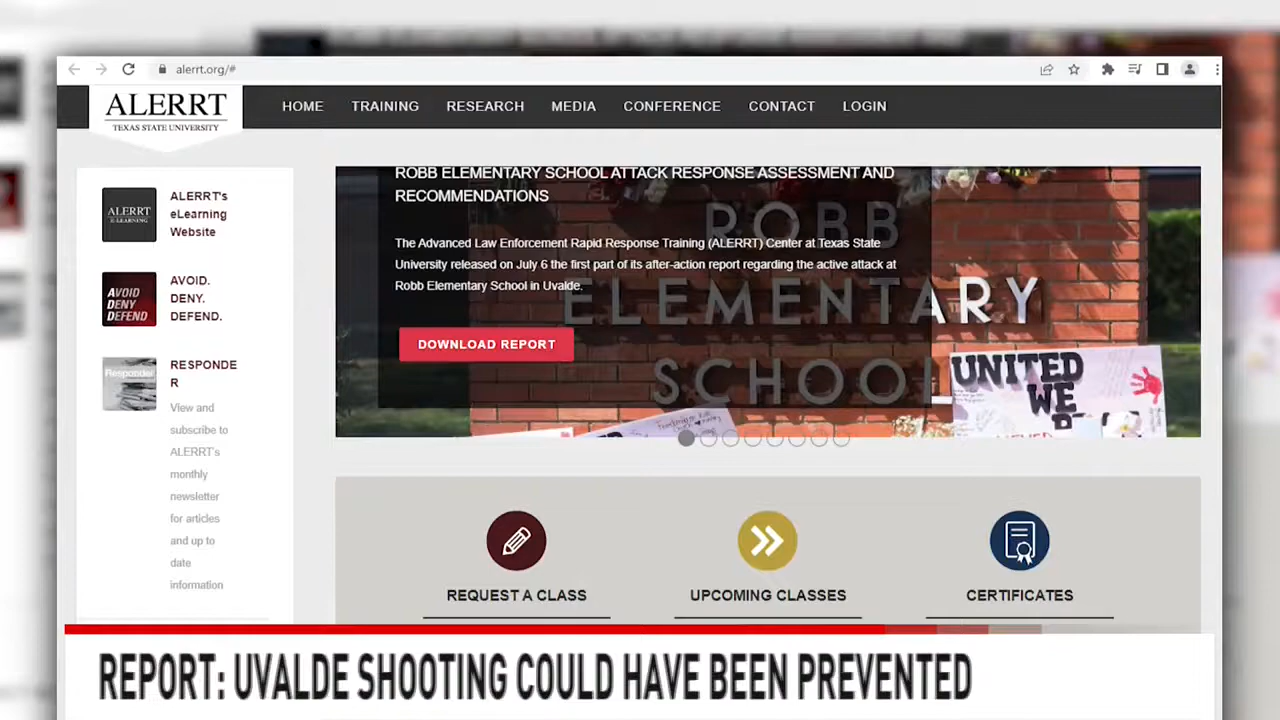 alerrt.org/#
ALERRT
TEXAS STATE UNIVERSITY
HOME TRAINING RESEARCH MEDIA CONFERENCE CONTACT LOGIN
ALERRT
E-LEARNING
ALERRT's
eLearning
Website
AVOID
DENY
DEFEND
AVOID.
DENY.
DEFEND.
Responder
RESPONDE
R
View and
subscribe to
ALERRT's
monthly
newsletter
for articles
and up to
date
information
ROBB ELEMENTARY SCHOOL ATTACK RESPONSE ASSESSMENT AND
RECOMMENDATIONS
The Advanced Law Enforcement Rapid Response Training (ALERRT) Center at Texas State
University released on July 6 the first part of its after-action report regarding the active attack at
Robb Elementary School in Uvalde.
DOWNLOAD REPORT
ROBB
ELEMENTARY
SCHOOL
UNITED
WE
REQUEST A CLASS
UPCOMING CLASSES
CERTIFICATES
REPORT: UVALDE SHOOTING COULD HAVE BEEN PREVENTED